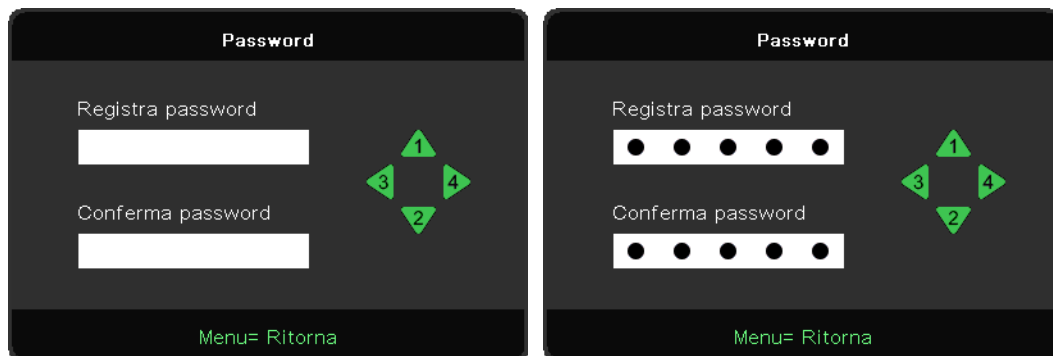 Password
Registra password
1
3
4
Conferma password
2
Menu= Ritorna
Password
Registra password
1
3
4
Conferma password
2
Menu= Ritorna